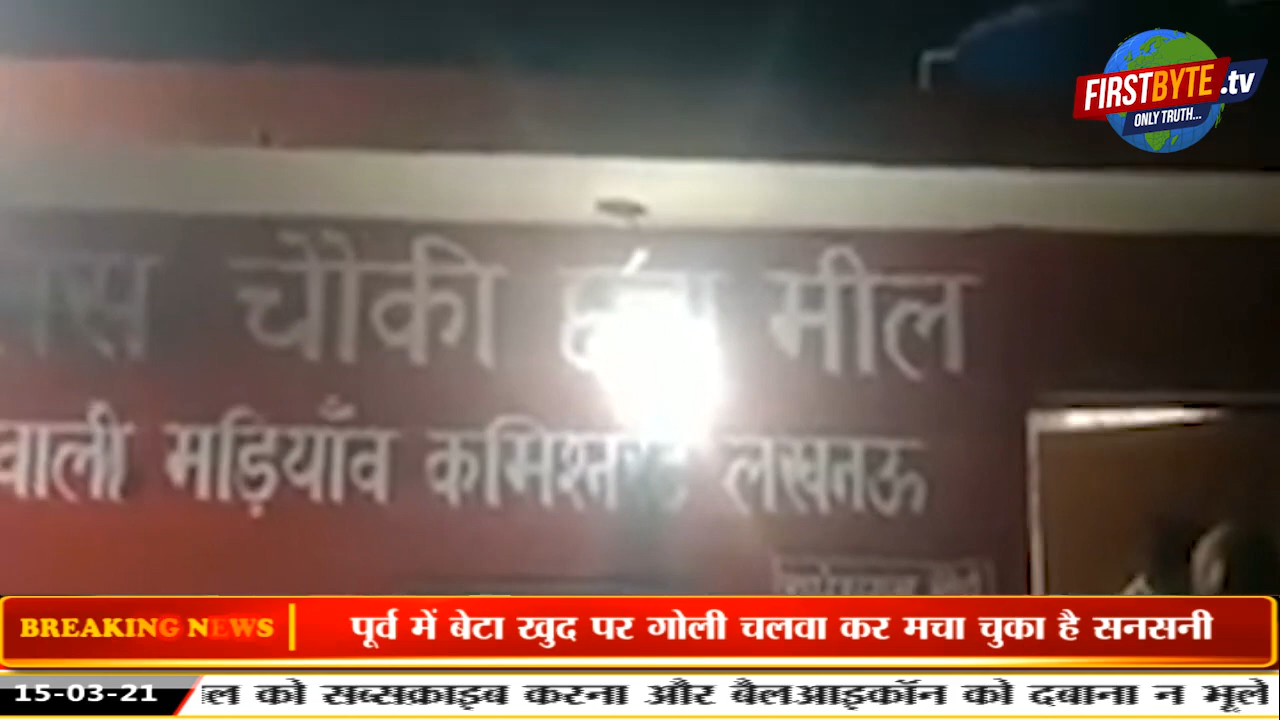 FIRSTBYTE.tv
ONLY TRUTH...
चौकी मील
वाली मड़ियाँव कमिश्नरेट लखनऊ
BREAKING NEWS
पूर्व में बेटा खुद पर गोली चलवा कर मचा चुका है सनसनी
15-03-21
ल को सब्सक्राइब करना और बैलआइकॉन को दबाना न भूले